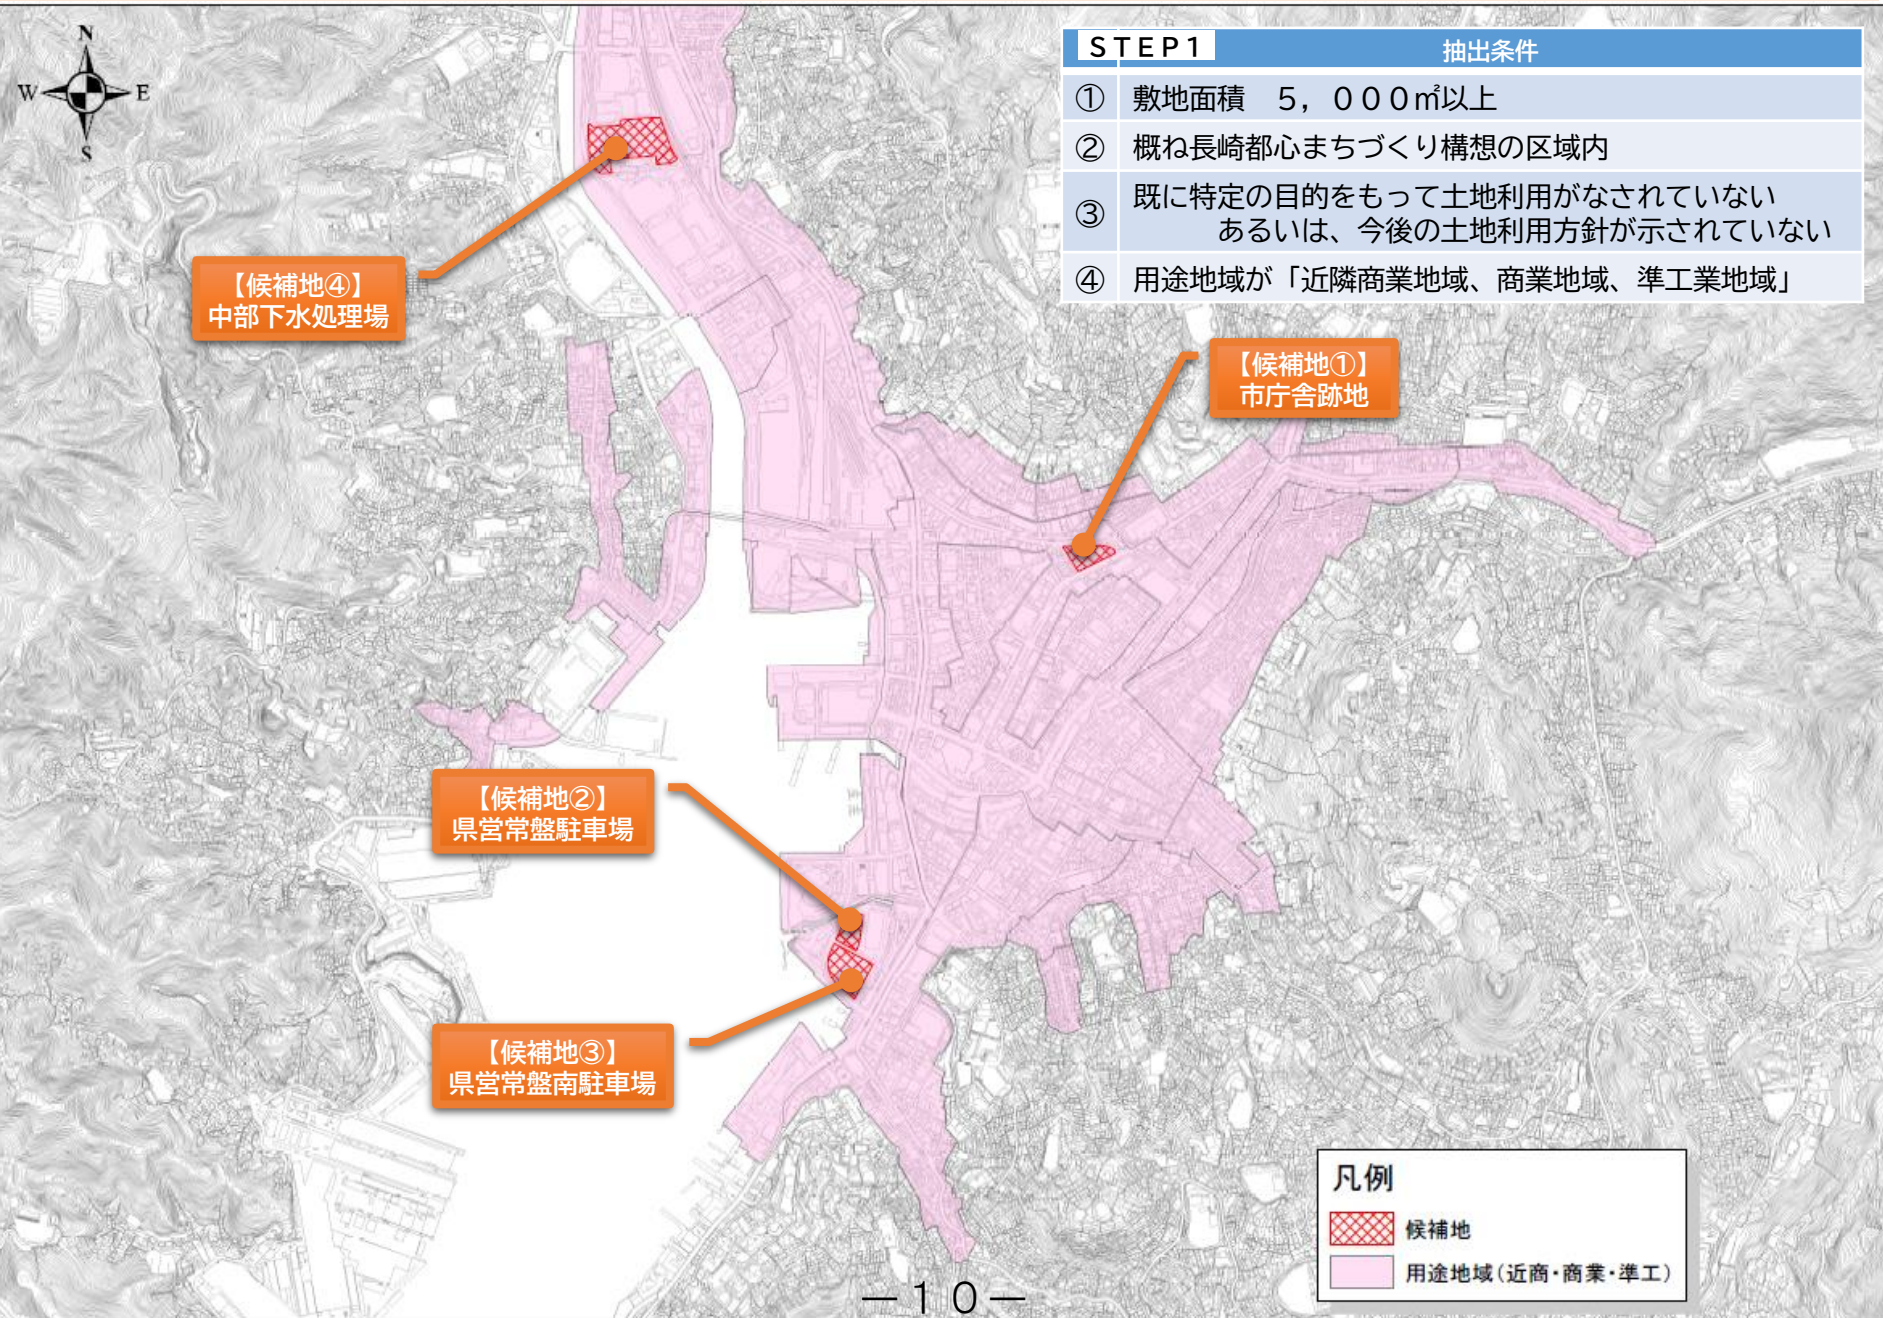 N
W E
S
STEP1 抽出条件
① 敷地面積　5，000㎡以上
② 概ね長崎都心まちづくり構想の区域内
③ 既に特定の目的をもって土地利用がなされていない
あるいは、今後の土地利用方針が示されていない
④ 用途地域が「近隣商業地域、商業地域、準工業地域」
【候補地④】
中部下水処理場
【候補地①】
市庁舎跡地
【候補地②】
県営常盤駐車場
【候補地③】
県営常盤南駐車場
凡例
候補地
用途地域（近商・商業・準工）
―10―